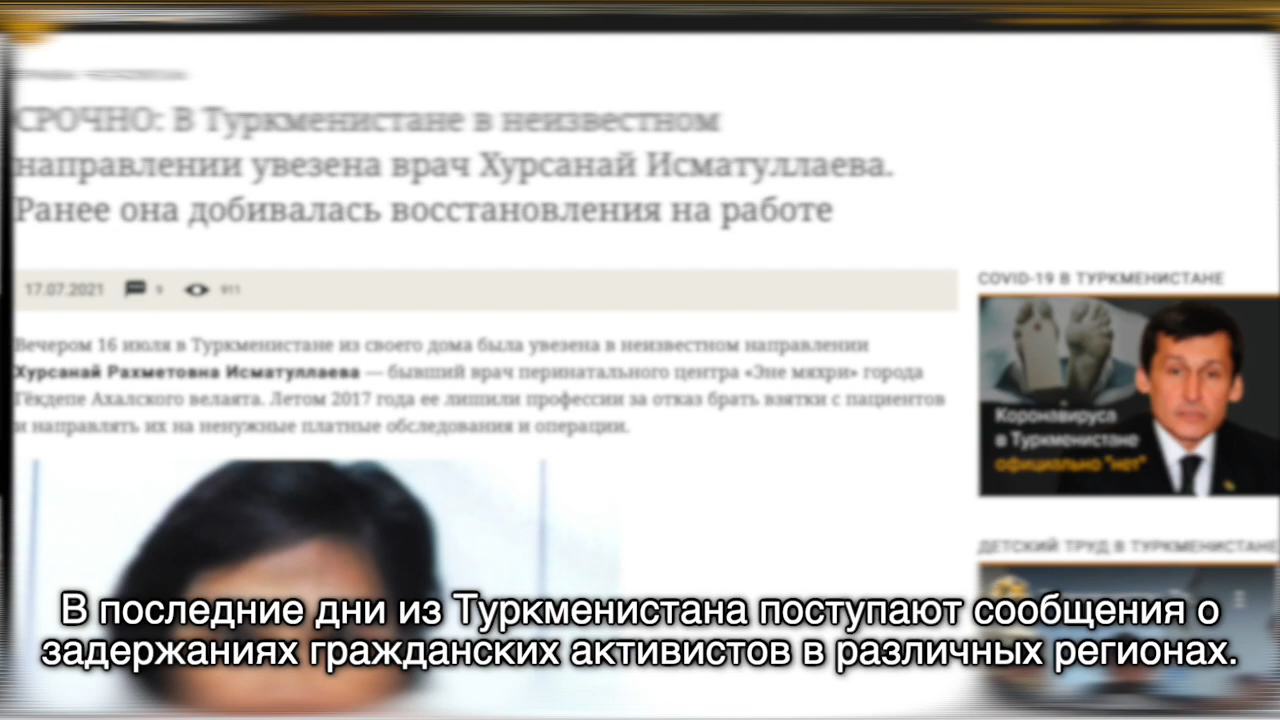 СРОЧНО: В Туркменистане в неизвестном
направлении увезена врач Хурсанай Исматуллаева.
Ранее она добивалась восстановления на работе
17.07.2021 9 911
COVID-19 В ТУРКМЕНИСТАНЕ
Вечером 16 июля в Туркменистане из своего дома была увезена в неизвестном направлении
Хурсанай Рахметовна Исматуллаева — бывший врач перинатального центра «Эне мяхри» города
Гёкдепе Ахалского велаята. Летом 2017 года ее лишили профессии за отказ брать взятки с пациентов
и направлять их на ненужные платные обследования и операции.
Коронавируса
в Туркменистане
официально "нет"
ДЕТСКИЙ ТРУД В ТУРКМЕНИСТАНЕ
В последние дни из Туркменистана поступают сообщения о
задержаниях гражданских активистов в различных регионах.